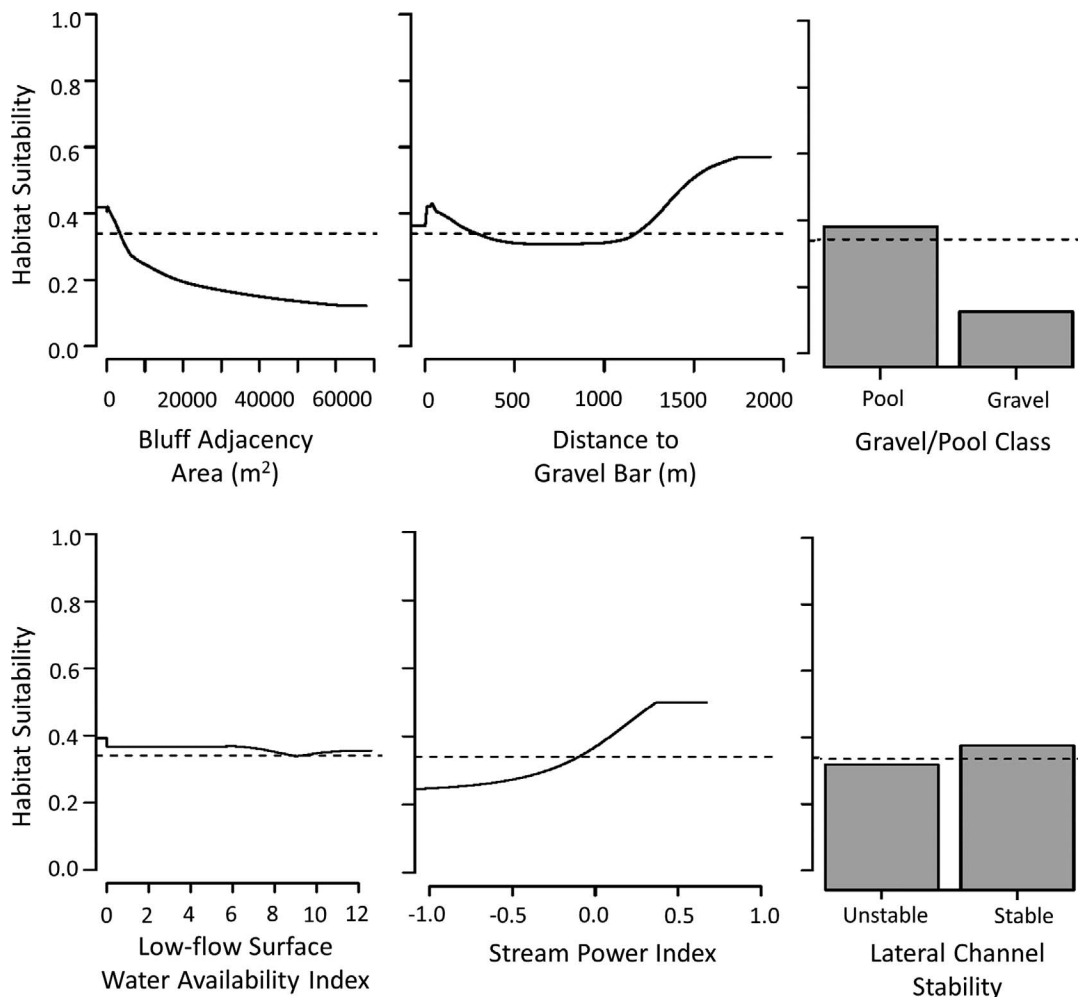 Habitat Suitability
1.0
0.8
0.6
0.4
0.2
0.0
0 20000 40000 60000
Bluff Adjacency
Area (m²)
0 500 1000 1500 2000
Distance to
Gravel Bar (m)
Pool Gravel
Gravel/Pool Class
Habitat Suitability
1.0
0.8
0.6
0.4
0.2
0.0
0 2 4 6 8 10 12
Low-flow Surface
Water Availability Index
-1.0 -0.5 0.0 0.5 1.0
Stream Power Index
Unstable Stable
Lateral Channel
Stability